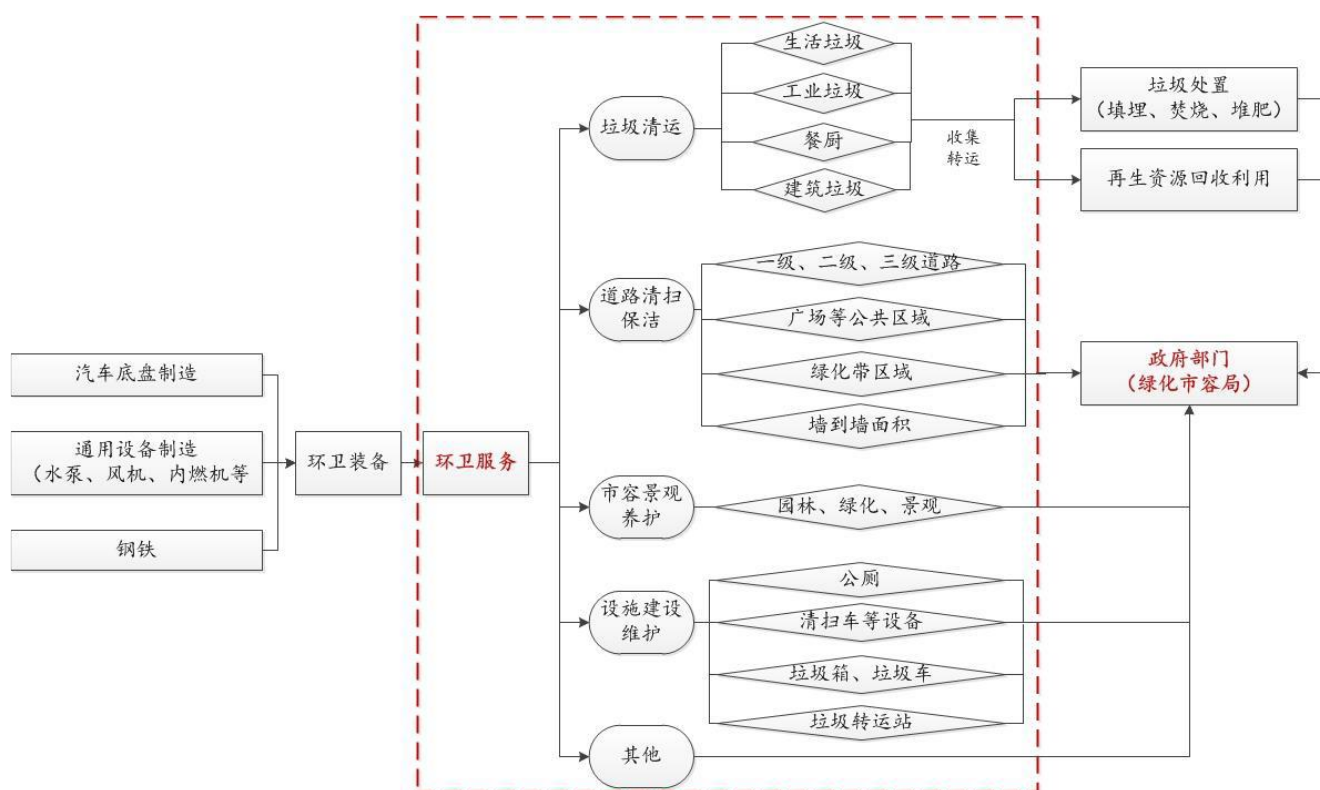 生活垃圾
工业垃圾
餐厨
建筑垃圾
垃圾清运
收集
转运
垃圾处置
（填埋、焚烧、堆肥）
再生资源回收利用
一级、二级、三级道路
广场等公共区域
绿化带区域
墙到墙面积
道路清扫
保洁
政府部门
（绿化市容局）
汽车底盘制造
通用设备制造
（水泵、风机、内燃机等
钢铁
环卫装备
环卫服务
市容景观
养护
园林、绿化、景观
设施建设
维护
公厕
清扫车等设备
垃圾箱、垃圾车
垃圾转运站
其他